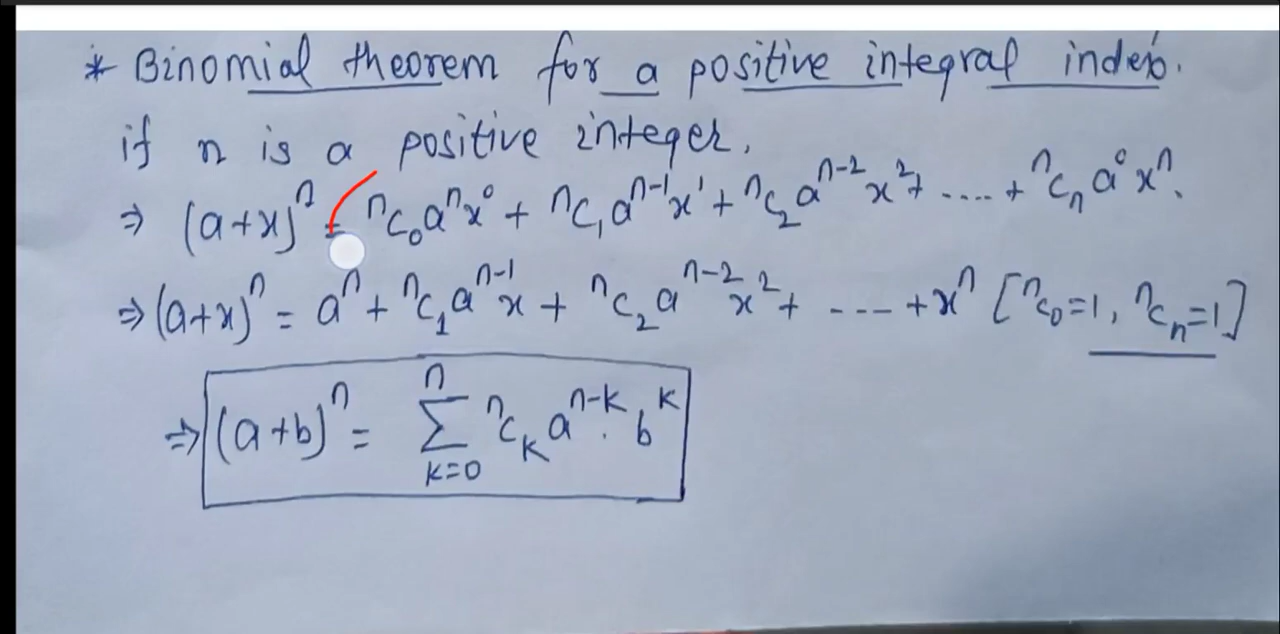 * Binomial theorem for a positive integral index.
if n is a positive integer.
⇒ (a+x)ⁿ = ⁿC₀aⁿx⁰ + ⁿC₁aⁿ⁻¹x¹ + ⁿC₂aⁿ⁻²x² + .... + ⁿCₙa⁰xⁿ.
⇒ (a+x)ⁿ = aⁿ + ⁿC₁aⁿ⁻¹x + ⁿC₂aⁿ⁻²x² + ---- + xⁿ [ⁿC₀=1, ⁿCₙ=1]
⇒ (a+b)ⁿ = Σₖ₌₀ⁿ ⁿCₖ aⁿ⁻ᵏ.bᵏ